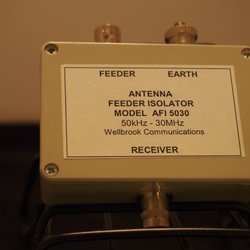 FEEDER EARTH
ANTENNA
FEEDER ISOLATOR
MODEL AFI 5030
50kHz - 30MHz
Wellbrook Communications
RECEIVER